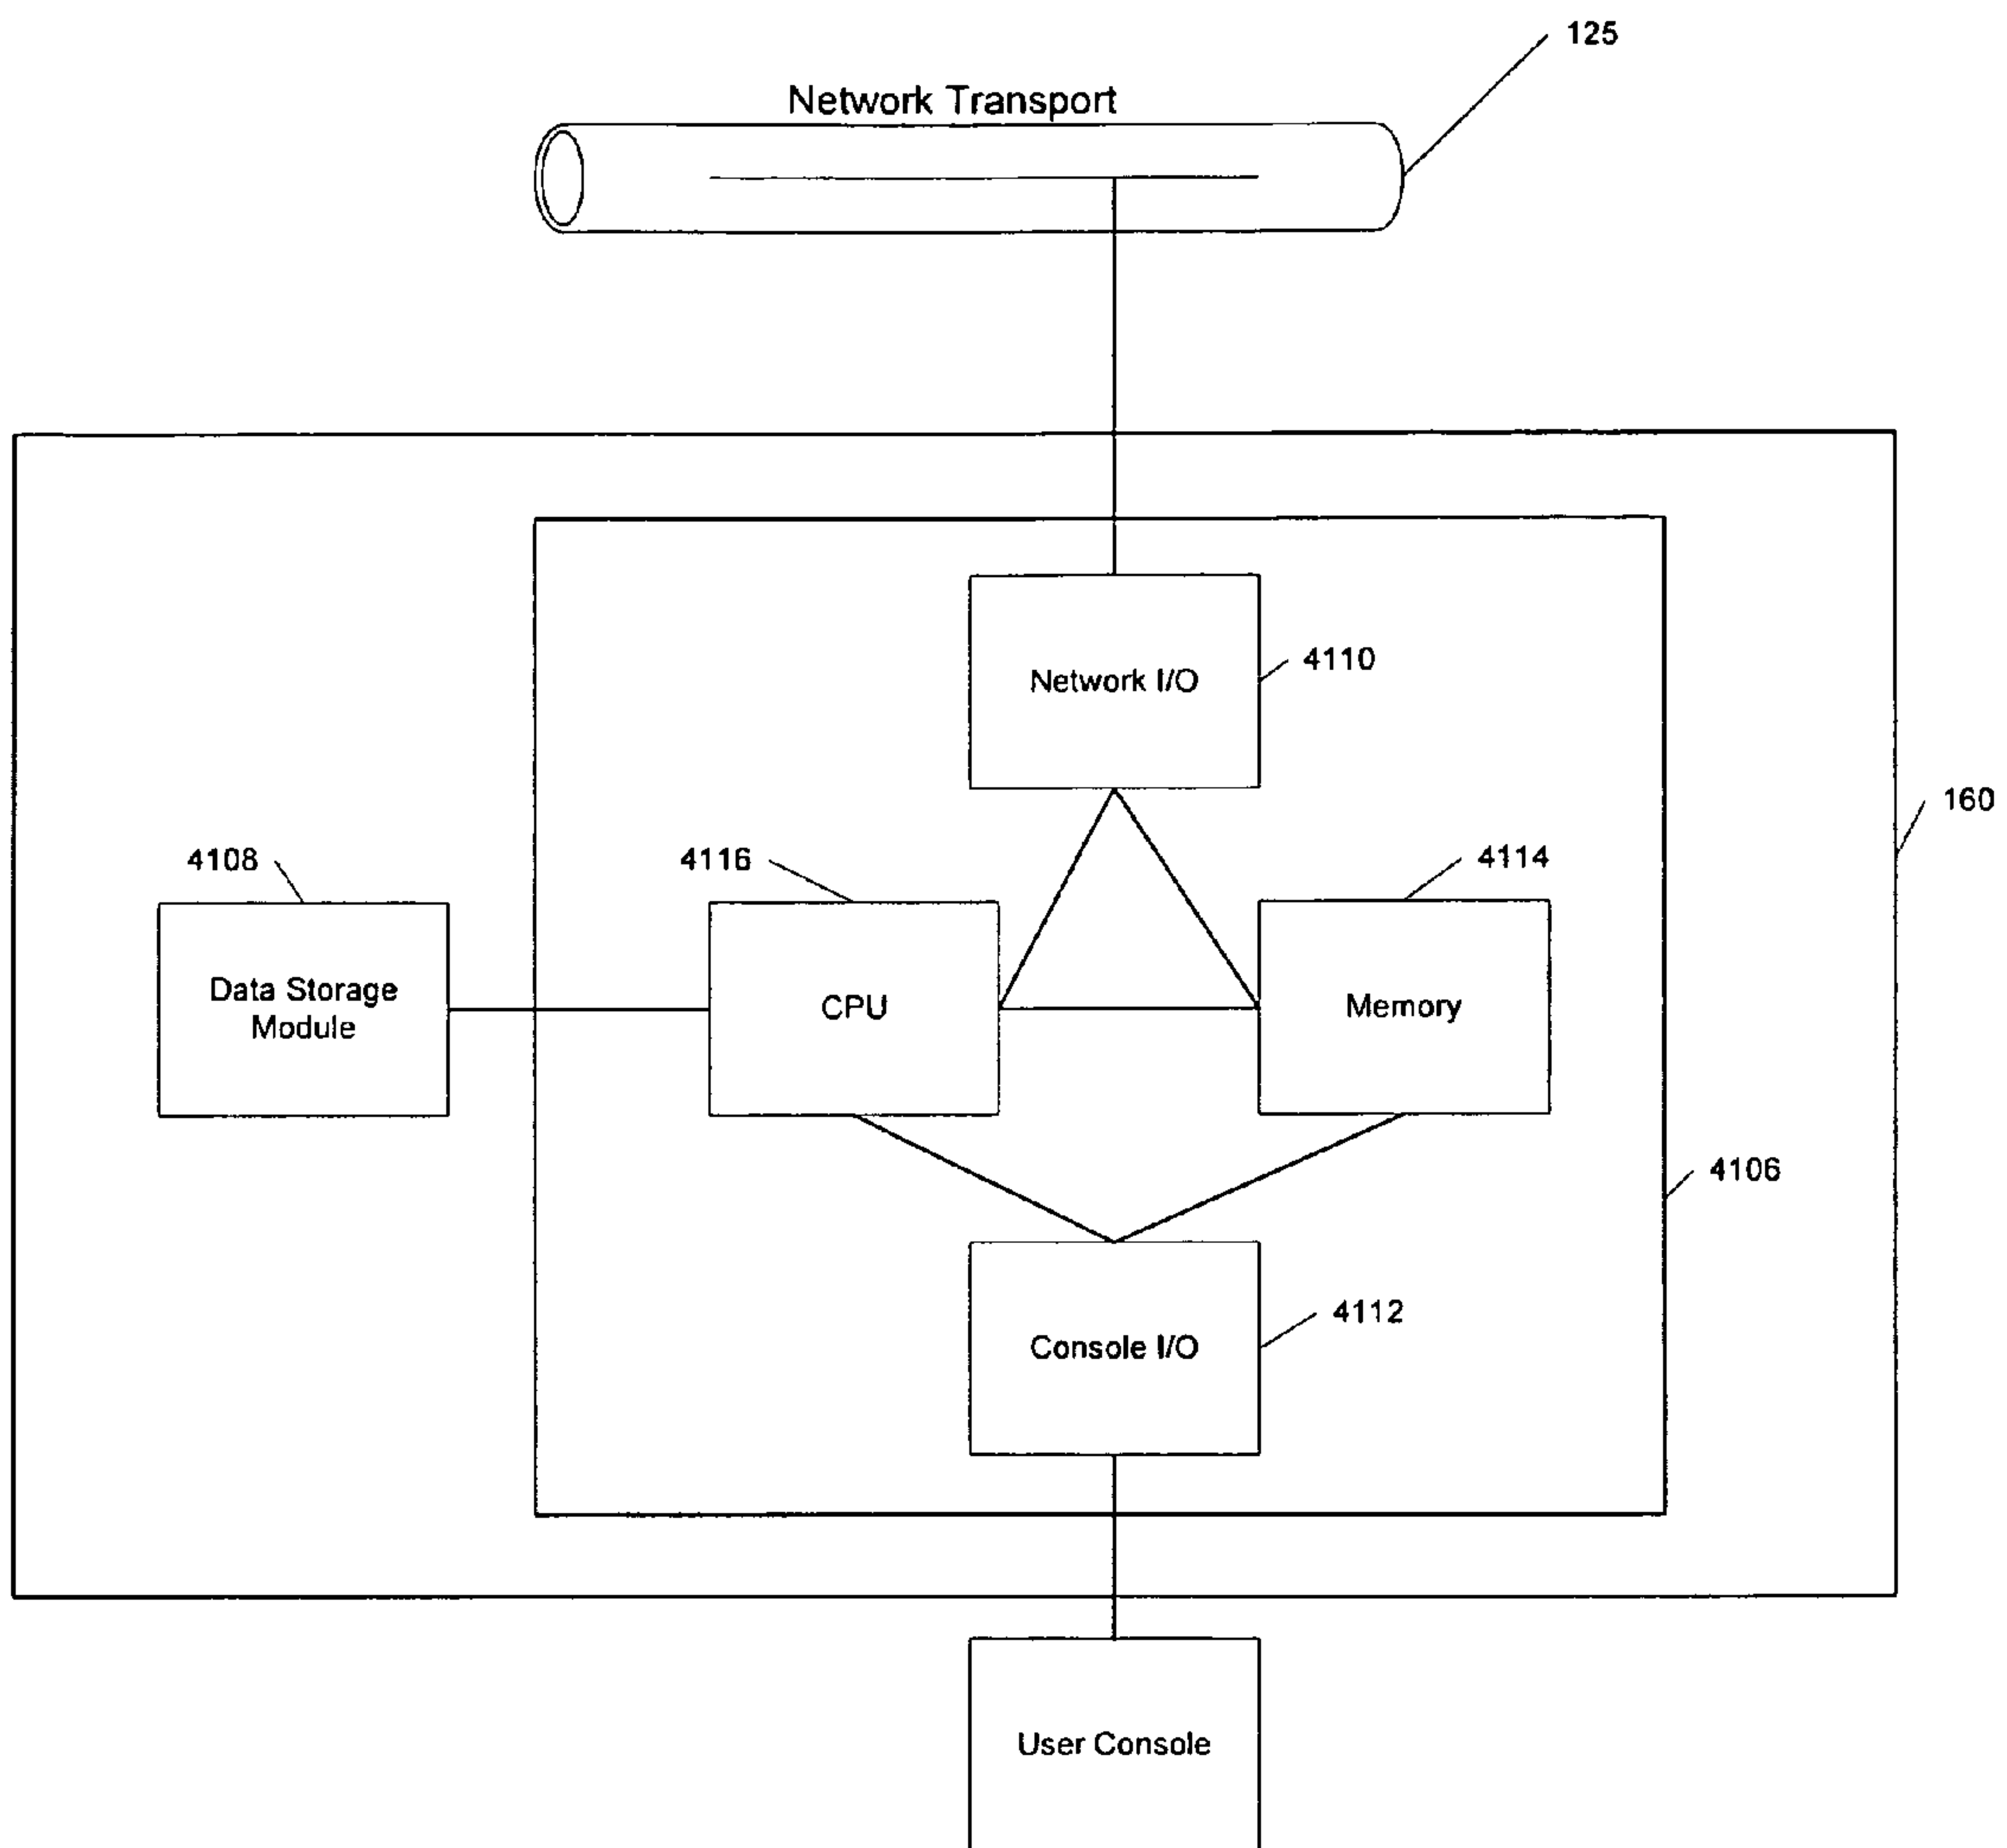 125
Network Transport
Network I/O
4110
160
4108
4116
4114
Data Storage
Module
CPU
Memory
4106
4112
Console I/O
User Console